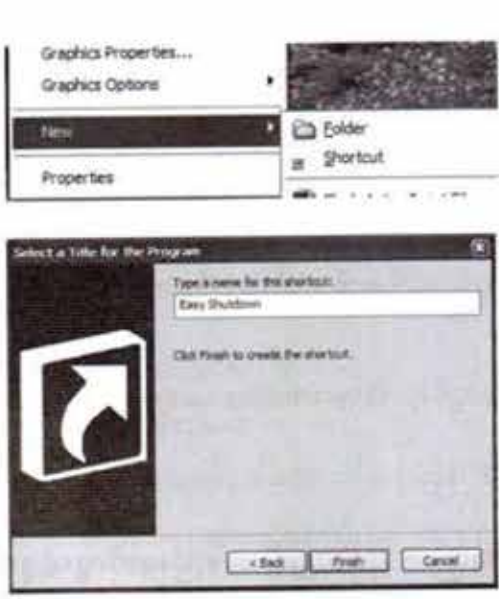 Graphics Properties...
Graphics Options
New
Folder
Shortcut
Properties
Select a Title for the Program
Type a name for this shortcut:
Easy Shutdown
Click Finish to create the shortcut.
< Back
Finish
Cancel